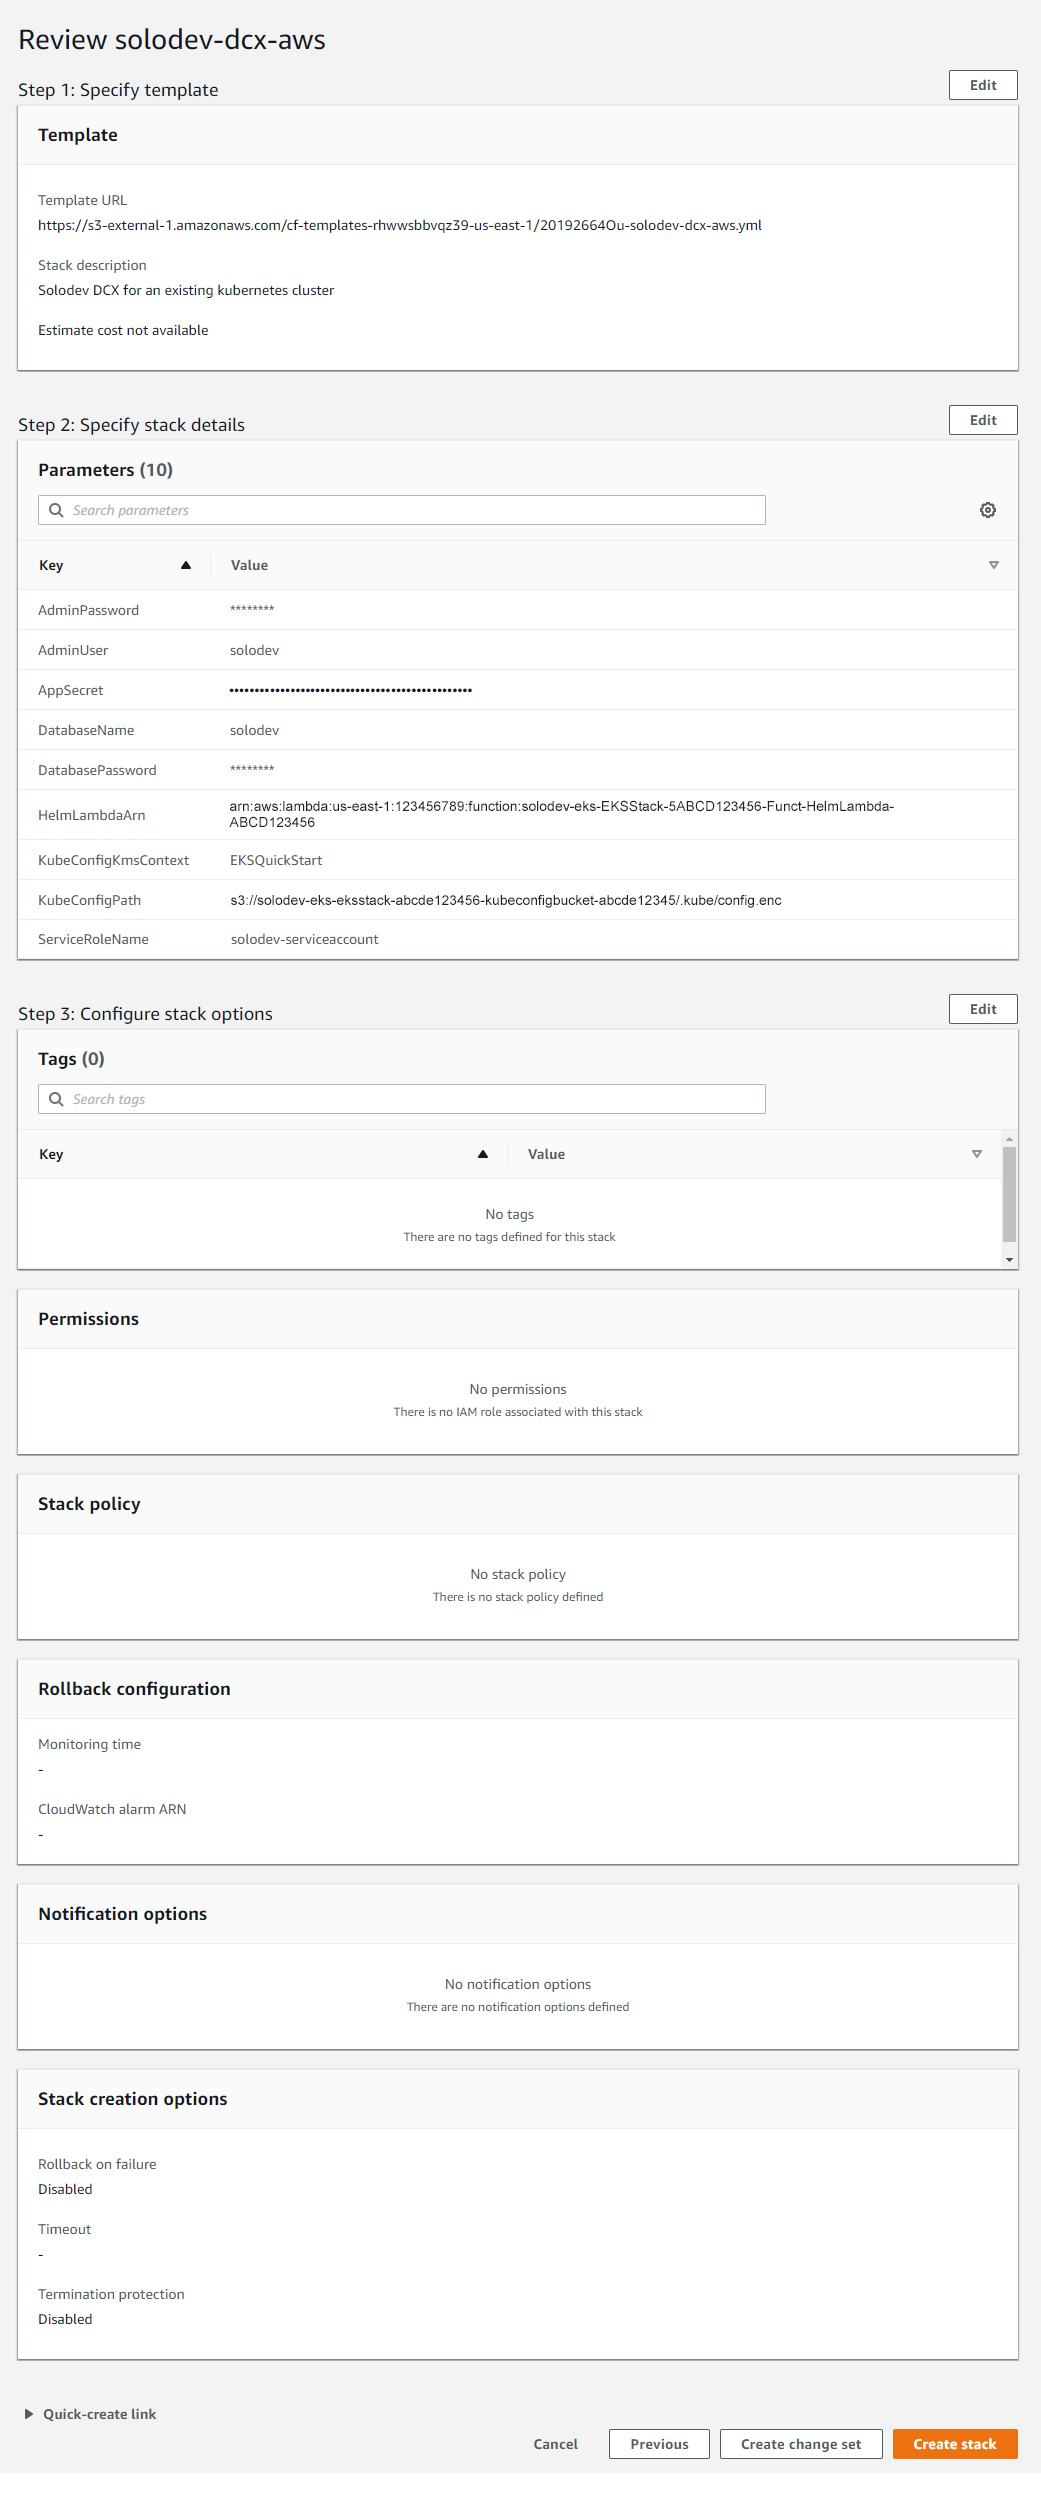 Review solodev-dcx-aws
Step 1: Specify template
Edit
Template
Template URL
https://s3-external-1.amazonaws.com/cf-templates-rhwwsbbvqz39-us-east-1/20192664Ou-solodev-dcx-aws.yml
Stack description
Solodev DCX for an existing kubernetes cluster
Estimate cost not available
Step 2: Specify stack details
Edit
Parameters (10)
Search parameters
Key Value
AdminPassword ********
AdminUser solodev
AppSecret ••••••••••••••••••••••••••••••••••••••••••••••••
DatabaseName solodev
DatabasePassword ********
HelmLambdaArn arn:aws:lambda:us-east-1:123456789:function:solodev-eks-EKSStack-5ABCD123456-Funct-HelmLambda-
ABCD123456
KubeConfigKmsContext EKSQuickStart
KubeConfigPath s3://solodev-eks-eksstack-abcde123456-kubeconfigbucket-abcde12345/.kube/config.enc
ServiceRoleName solodev-serviceaccount
Step 3: Configure stack options
Edit
Tags (0)
Search tags
Key Value
No tags
There are no tags defined for this stack
Permissions
No permissions
There is no IAM role associated with this stack
Stack policy
No stack policy
There is no stack policy defined
Rollback configuration
Monitoring time
-
CloudWatch alarm ARN
-
Notification options
No notification options
There are no notification options defined
Stack creation options
Rollback on failure
Disabled
Timeout
-
Termination protection
Disabled
Quick-create link
Cancel Previous Create change set Create stack